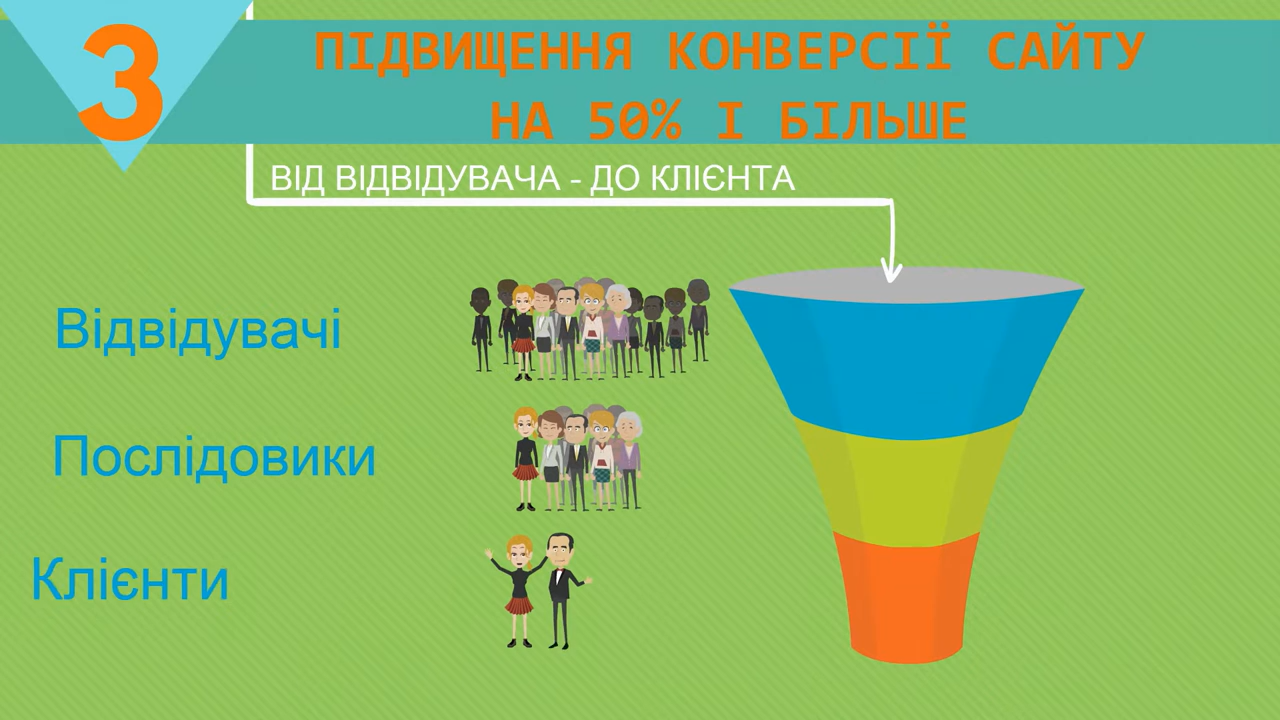 3
ПІДВИЩЕННЯ КОНВЕРСІЇ САЙТУ
НА 50% І БІЛЬШЕ
ВІД ВІДВІДУВАЧА - ДО КЛІЄНТА
Відвідувачі
Послідовики
Клієнти